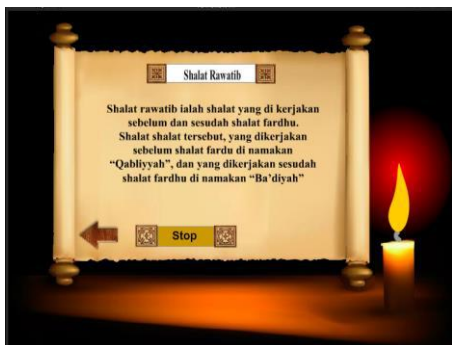 Shalat Rawatib
Shalat rawatib ialah shalat yang di kerjakan
sebelum dan sesudah shalat fardhu.
Shalat shalat tersebut, yang dikerjakan
sebelum shalat fardu di namakan
“Qabliyyah”, dan yang dikerjakan sesudah
shalat fardhu di namakan “Ba’diyah”
Stop